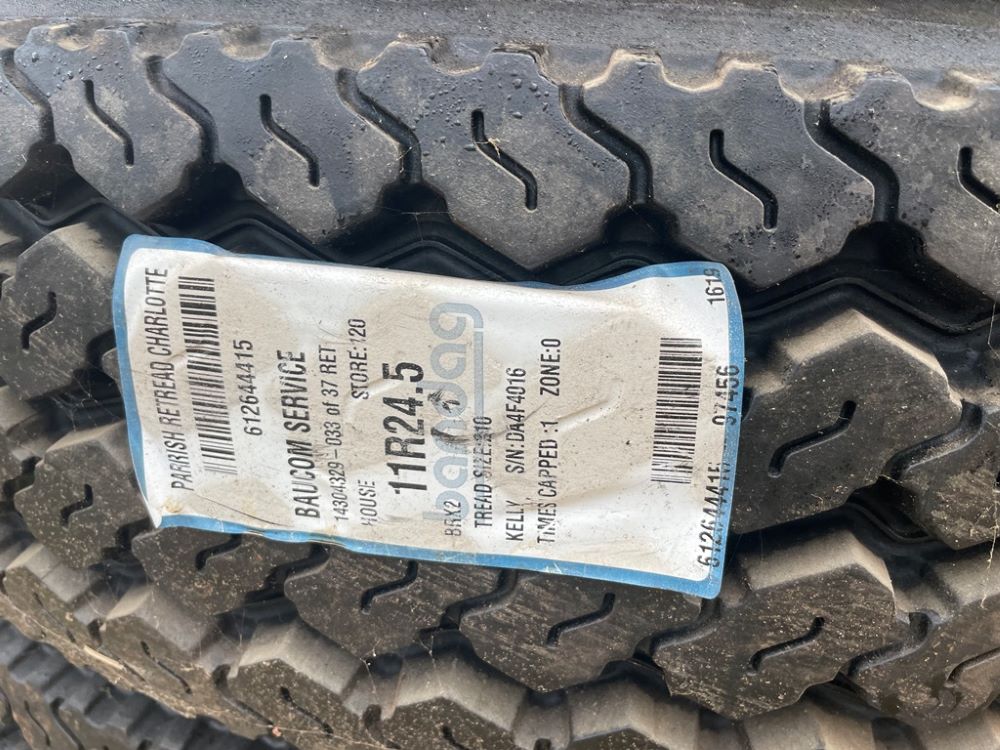 PARRISH RETREAD CHARLOTTE
612644415
BAUCOM SERVICE
14304329-033 of 37 RET
HOUSE STORE:120
11R24.5
bandag
BRX2
TREAD SIZE:210
KELLY S/N:DA4F4016
TIMES CAPPED:1 ZONE:0
612644415 97456 1619